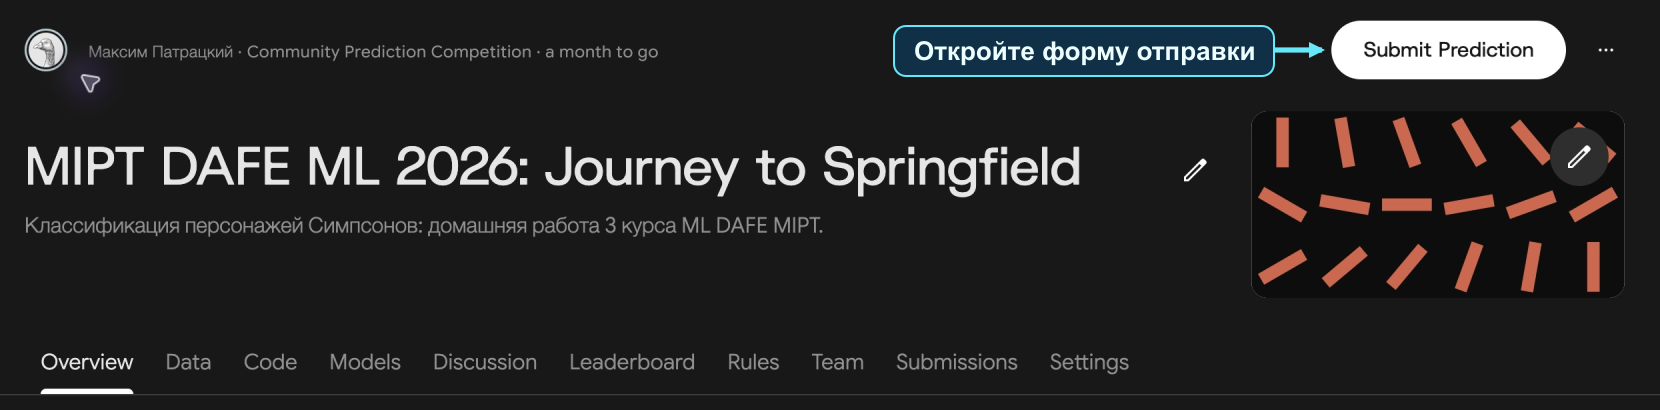 Максим Патрацкий · Community Prediction Competition · a month to go
Откройте форму отправки
Submit Prediction
MIPT DAFE ML 2026: Journey to Springfield
Классификация персонажей Симпсонов: домашняя работа 3 курса ML DAFE MIPT.
Overview Data Code Models Discussion Leaderboard Rules Team Submissions Settings